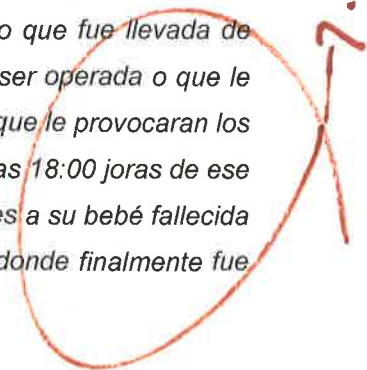 o que fue llevada de
ser operada o que le
que le provocaran los
as 18:00 joras de ese
es a su bebé fallecida
donde finalmente fue